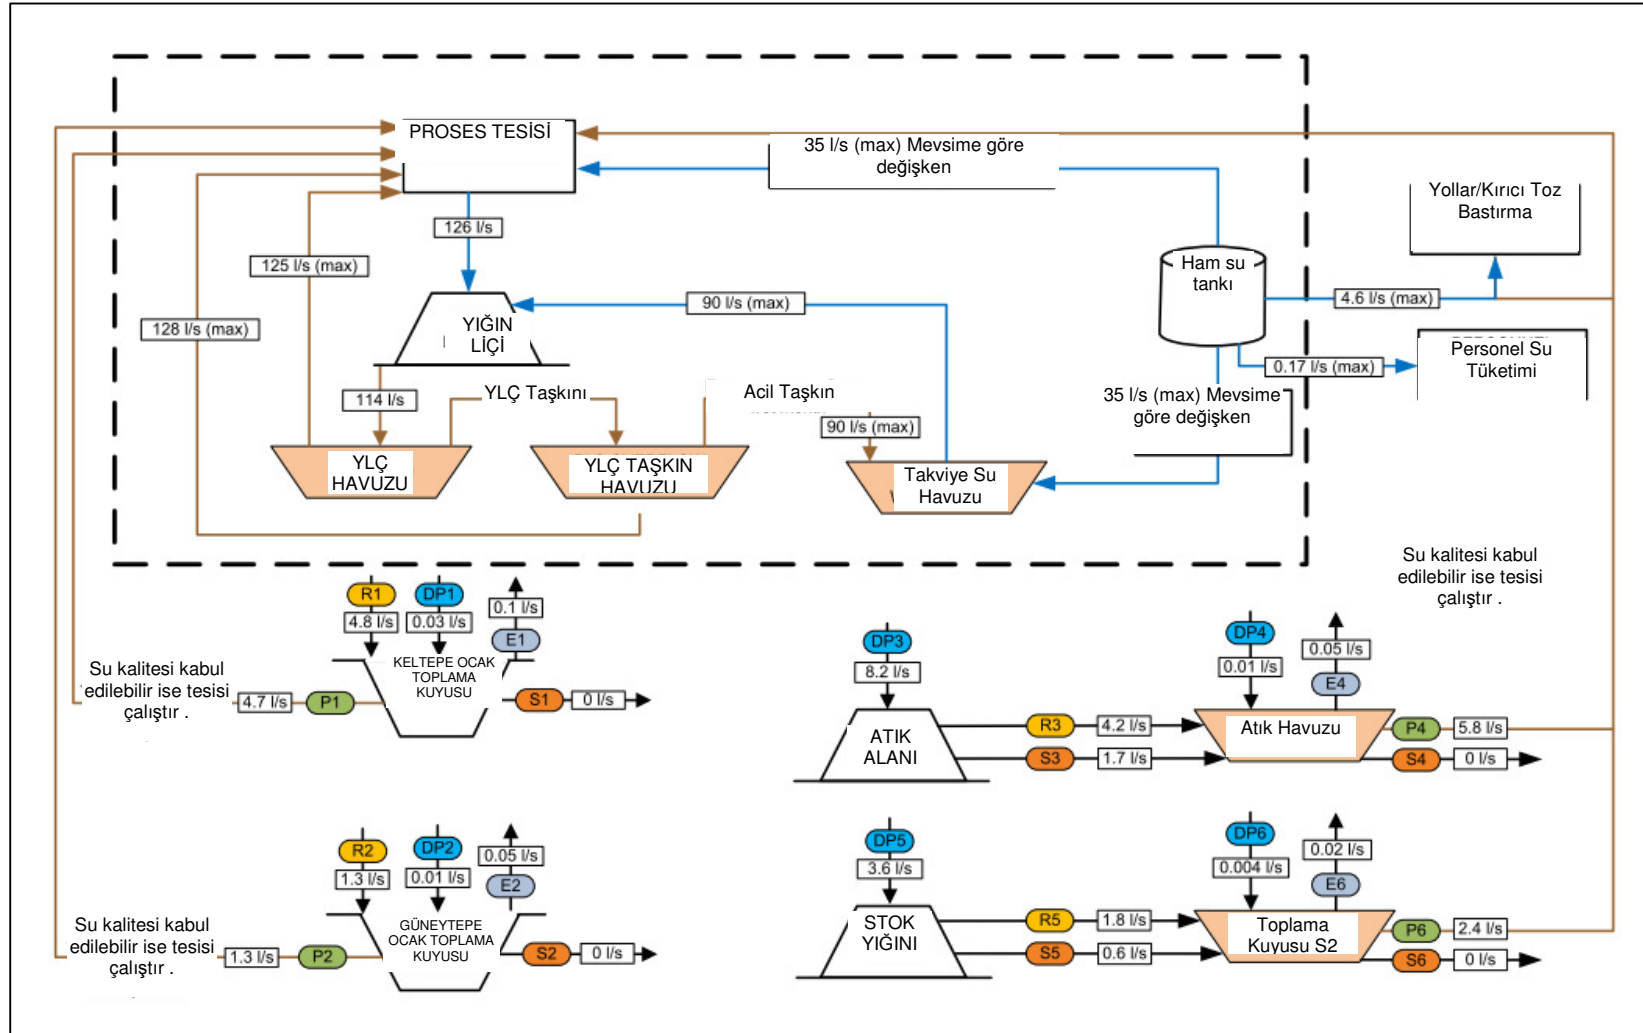 PROSES TESİSİ
35 l/s (max) Mevsime göre
değişken
Yollar/Kırıcı Toz
Bastırma
126 l/s
125 l/s (max)
Ham su
tankı
4.6 l/s (max)
90 l/s (max)
128 l/s (max)
YIĞIN
LİÇİ
Personel Su
Tüketimi
0.17 l/s (max)
114 l/s
YLÇ Taşkını
Acil Taşkın
35 l/s (max) Mevsime
göre değişken
90 l/s (max)
YLÇ
HAVUZU
YLÇ TAŞKIN
HAVUZU
Takviye Su
Havuzu
Su kalitesi kabul
edilebilir ise tesisi
çalıştır .
R1
DP1
0.1 l/s
4.8 l/s
0.03 l/s
E1
KELTEPE OCAK
TOPLAMA
KUYUSU
Su kalitesi kabul
edilebilir ise tesisi
çalıştır .
4.7 l/s
P1
S1
0 l/s
DP3
8.2 l/s
DP4
0.05 l/s
0.01 l/s
E4
ATIK
ALANI
R3
4.2 l/s
S3
1.7 l/s
Atık Havuzu
P4
5.8 l/s
S4
0 l/s
R2
DP2
0.05 l/s
1.3 l/s
0.01 l/s
E2
GÜNEYTEPE
OCAK TOPLAMA
KUYUSU
Su kalitesi kabul
edilebilir ise tesisi
çalıştır .
1.3 l/s
P2
S2
0 l/s
DP5
3.6 l/s
DP6
0.02 l/s
0.004 l/s
E6
STOK
YIĞINI
R5
1.8 l/s
S5
0.6 l/s
Toplama
Kuyusu S2
P6
2.4 l/s
S6
0 l/s